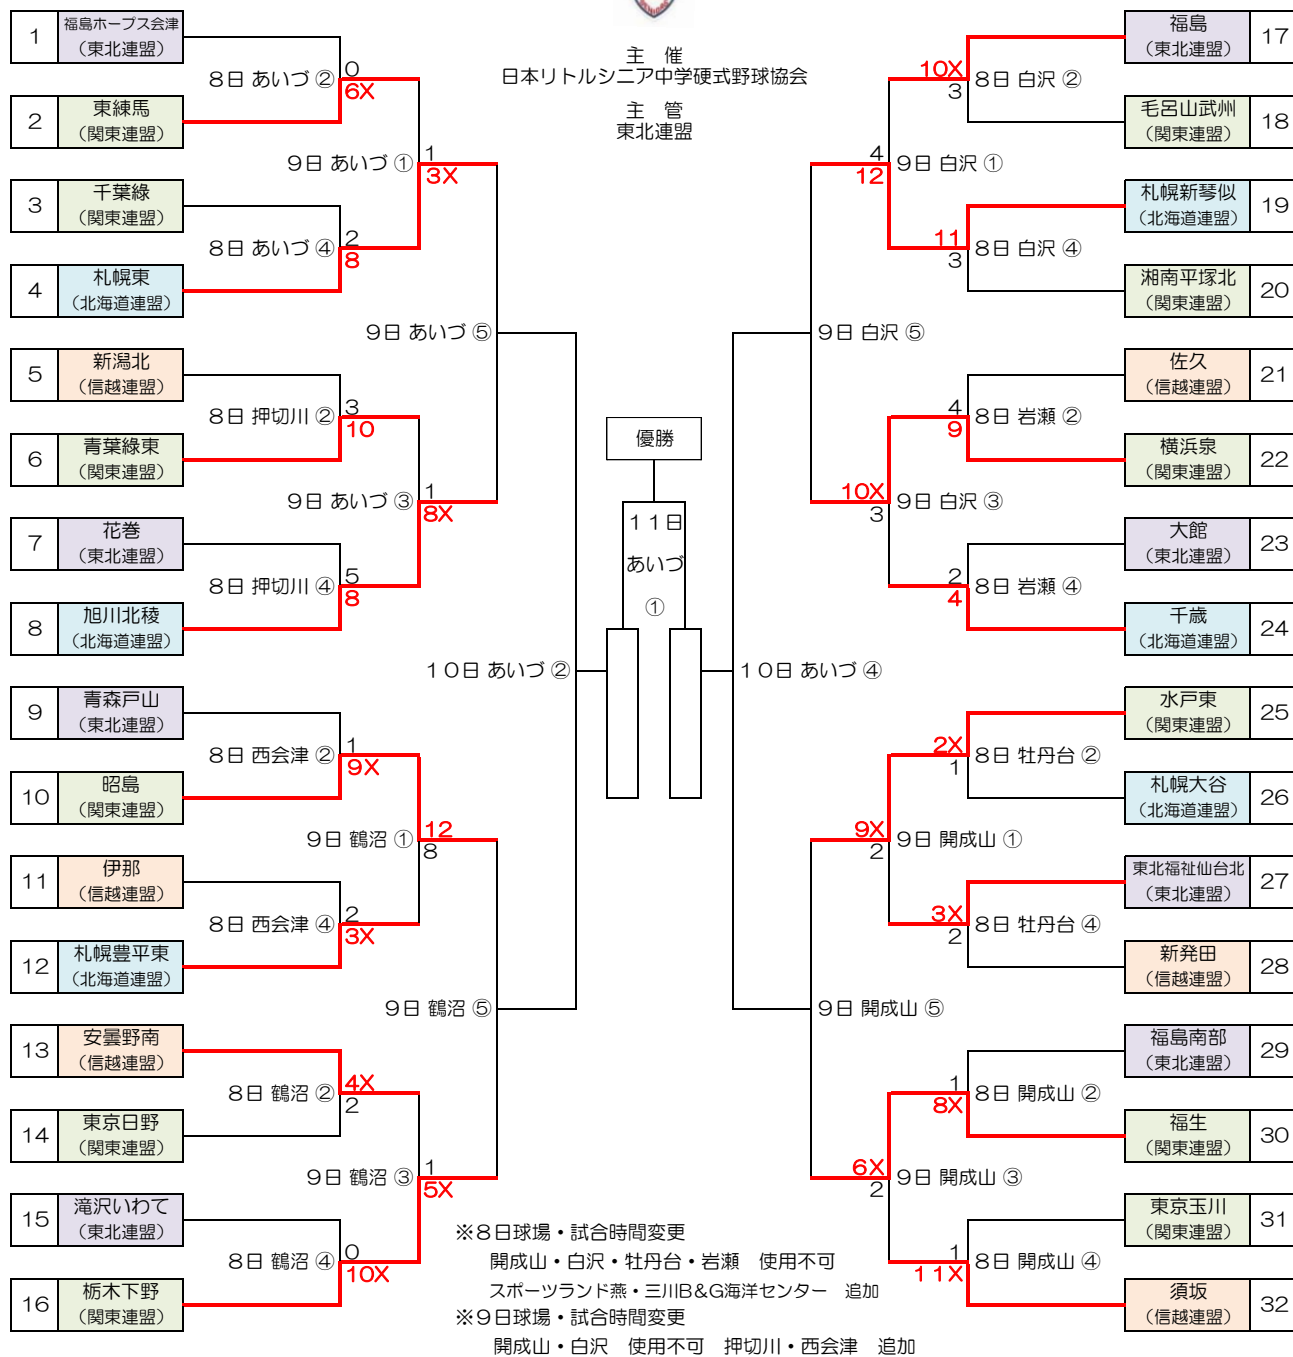 主　催
日本リトルシニア中学硬式野球協会
主　管
東北連盟
1
福島ホープス会津
（東北連盟）
8日 あいづ ②
0
6X
2
東練馬
（関東連盟）
9日 あいづ ①
1
3X
3
千葉緑
（関東連盟）
8日 あいづ ④
2
8
4
札幌東
（北海道連盟）
9日 あいづ ⑤
5
新潟北
（信越連盟）
8日 押切川 ②
3
10
6
青葉緑東
（関東連盟）
9日 あいづ ③
1
8X
7
花巻
（東北連盟）
8日 押切川 ④
5
8
8
旭川北稜
（北海道連盟）
10日 あいづ ②
9
青森戸山
（東北連盟）
8日 西会津 ②
1
9X
10
昭島
（関東連盟）
9日 鶴沼 ①
12
8
11
伊那
（信越連盟）
8日 西会津 ④
2
3X
12
札幌豊平東
（北海道連盟）
9日 鶴沼 ⑤
13
安曇野南
（信越連盟）
8日 鶴沼 ②
4X
2
14
東京日野
（関東連盟）
9日 鶴沼 ③
1
5X
15
滝沢いわて
（東北連盟）
8日 鶴沼 ④
0
10X
16
栃木下野
（関東連盟）
優勝
11日
あいづ
①
福島
（東北連盟）
17
10X
3
8日 白沢 ②
毛呂山武州
（関東連盟）
18
4
12
9日 白沢 ①
札幌新琴似
（北海道連盟）
19
11
3
8日 白沢 ④
湘南平塚北
（関東連盟）
20
9日 白沢 ⑤
佐久
（信越連盟）
21
4
9
8日 岩瀬 ②
横浜泉
（関東連盟）
22
10X
3
9日 白沢 ③
大館
（東北連盟）
23
2
4
8日 岩瀬 ④
千歳
（北海道連盟）
24
10日 あいづ ④
水戸東
（関東連盟）
25
2X
1
8日 牡丹台 ②
札幌大谷
（北海道連盟）
26
9X
2
9日 開成山 ①
東北福祉仙台北
（東北連盟）
27
3X
2
8日 牡丹台 ④
新発田
（信越連盟）
28
9日 開成山 ⑤
福島南部
（東北連盟）
29
1
8X
8日 開成山 ②
福生
（関東連盟）
30
6X
2
9日 開成山 ③
東京玉川
（関東連盟）
31
1
11X
8日 開成山 ④
須坂
（信越連盟）
32
※8日球場・試合時間変更
開成山・白沢・牡丹台・岩瀬　使用不可
スポーツランド燕・三川B＆G海洋センター　追加
※9日球場・試合時間変更
開成山・白沢　使用不可　押切川・西会津　追加